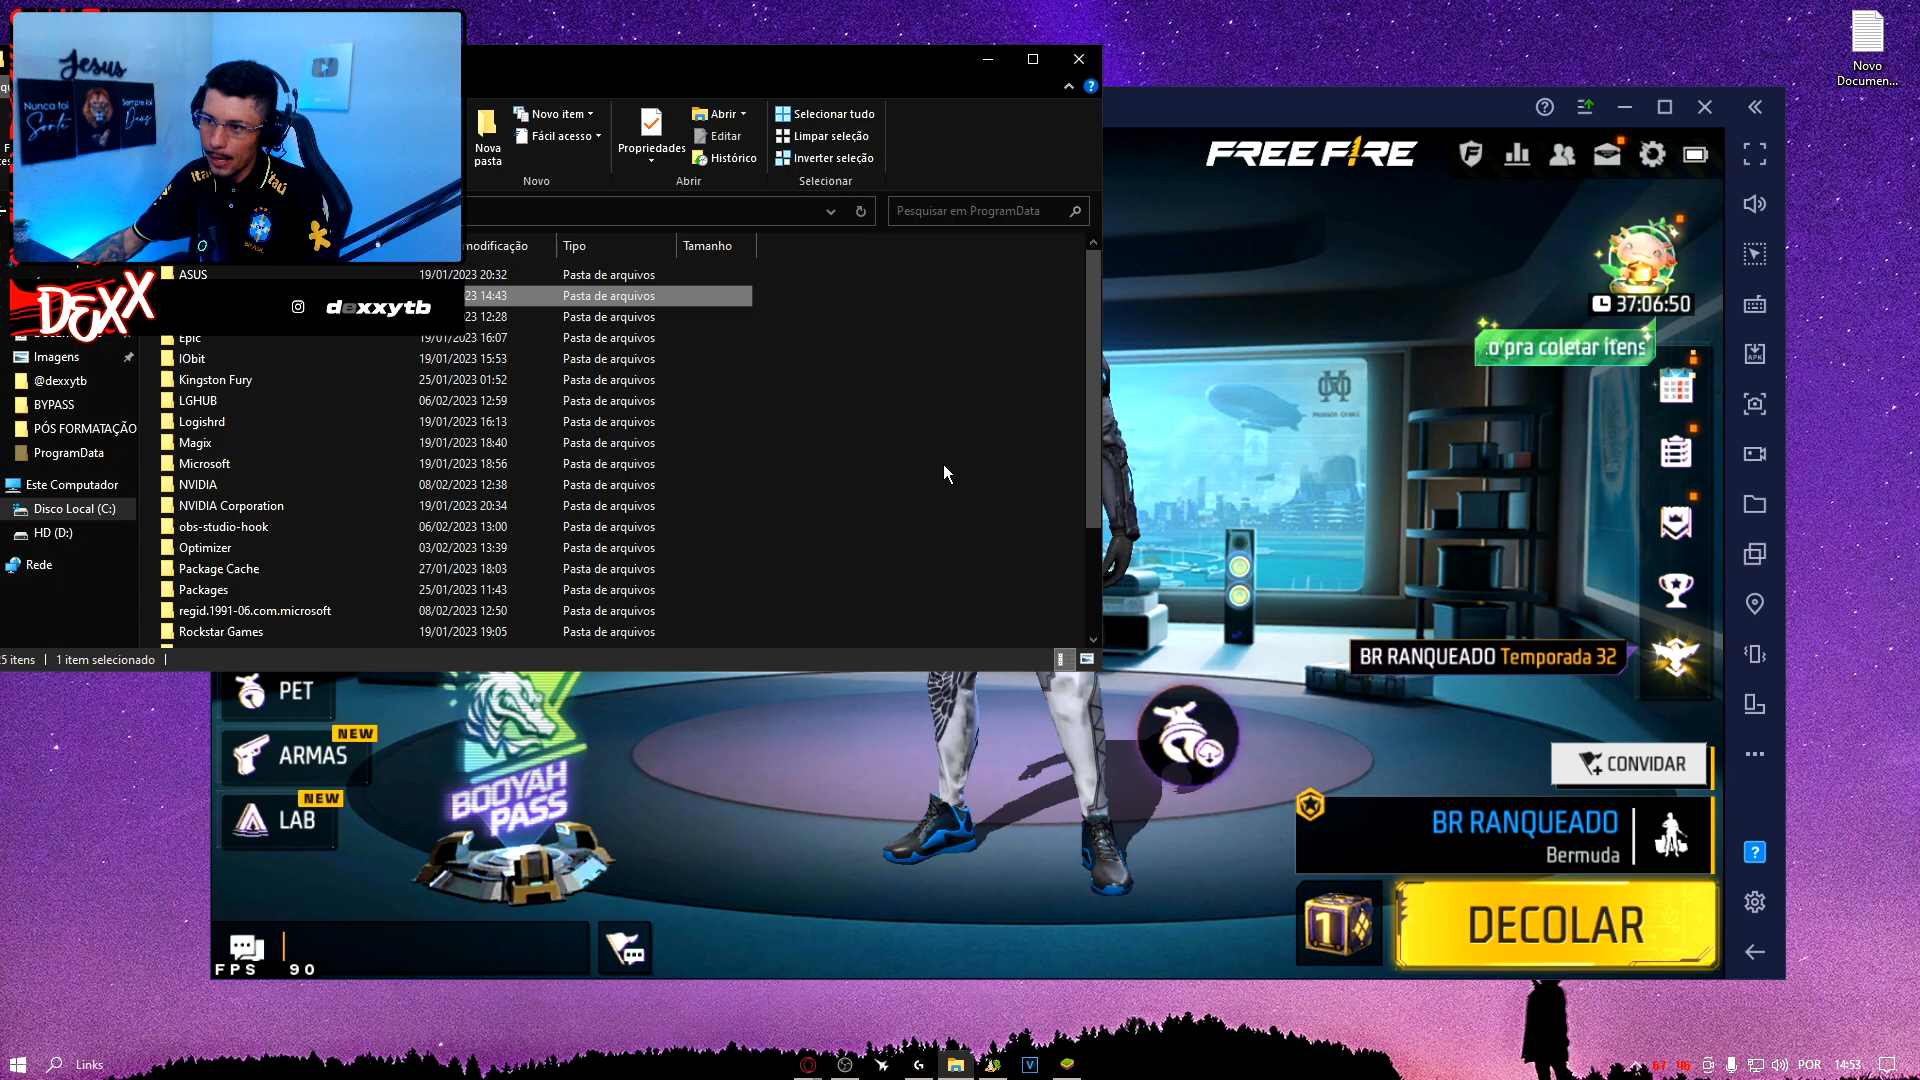 Jesus
Nunca foi
Sorte
Sempre foi
Deus
Itaú
BRASIL
DEXX
dexxytb
Novo
Documen...
Nova
pasta
Novo item
Fácil acesso
Novo
Propriedades
Abrir
Editar
Histórico
Abrir
Selecionar tudo
Limpar seleção
Inverter seleção
Selecionar
Pesquisar em ProgramData
modificação
Tipo
Tamanho
ASUS 19/01/2023 20:32 Pasta de arquivos
23 14:43 Pasta de arquivos
23 12:28 Pasta de arquivos
Epic 19/01/2023 16:07 Pasta de arquivos
IObit 19/01/2023 15:53 Pasta de arquivos
Kingston Fury 25/01/2023 01:52 Pasta de arquivos
LGHUB 06/02/2023 12:59 Pasta de arquivos
Logishrd 19/01/2023 16:13 Pasta de arquivos
Magix 19/01/2023 18:40 Pasta de arquivos
Microsoft 19/01/2023 18:56 Pasta de arquivos
NVIDIA 08/02/2023 12:38 Pasta de arquivos
NVIDIA Corporation 19/01/2023 20:34 Pasta de arquivos
obs-studio-hook 06/02/2023 13:00 Pasta de arquivos
Optimizer 03/02/2023 13:39 Pasta de arquivos
Package Cache 27/01/2023 18:03 Pasta de arquivos
Packages 25/01/2023 11:43 Pasta de arquivos
regid.1991-06.com.microsoft 08/02/2023 12:50 Pasta de arquivos
Rockstar Games 19/01/2023 19:05 Pasta de arquivos
Imagens
@dexxytb
BYPASS
PÓS FORMATAÇÃO
ProgramData
Este Computador
Disco Local (C:)
HD (D:)
Rede
5 itens
1 item selecionado
FREE FIRE
37:06:50
o pra coletar itens
APK
BR RANQUEADO Temporada 32
PET
NEW
ARMAS
NEW
LAB
BOOYAH
PASS
CONVIDAR
BR RANQUEADO
Bermuda
1
DECOLAR
FPS 90
Links
67 46
POR
14:53